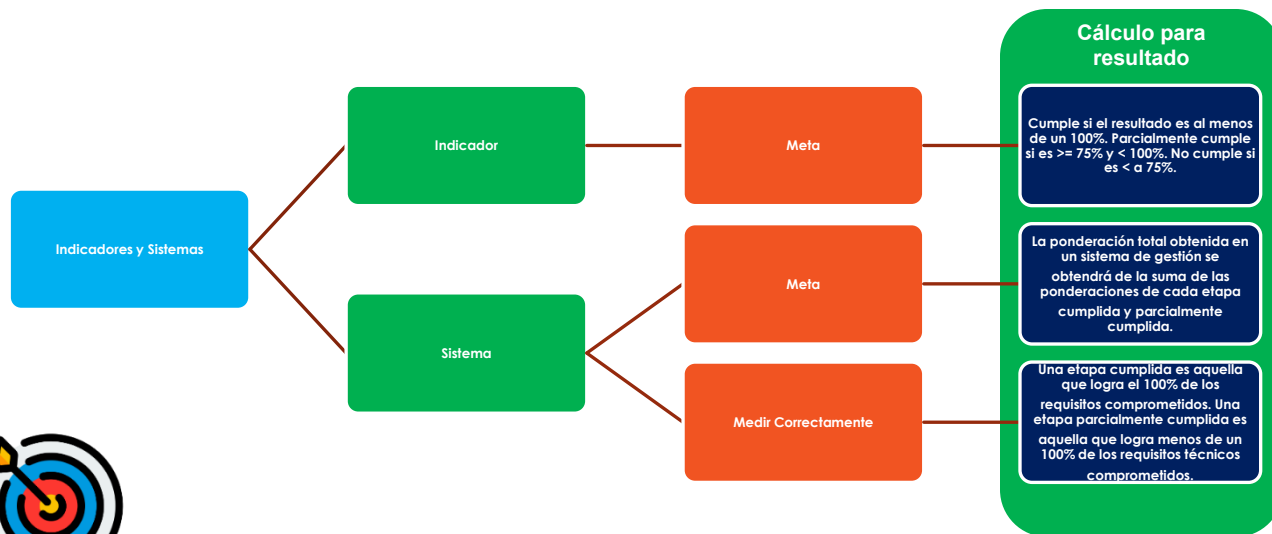 Cálculo para
resultado
Indicador
Meta
Cumple si el resultado es al menos
de un 100%. Parcialmente cumple
si es >= 75% y < 100%. No cumple si
es < a 75%.
Indicadores y Sistemas
Meta
La ponderación total obtenida en
un sistema de gestión se
obtendrá de la suma de las
ponderaciones de cada etapa
cumplida y parcialmente
cumplida.
Sistema
Medir Correctamente
Una etapa cumplida es aquella
que logra el 100% de los
requisitos comprometidos. Una
etapa parcialmente cumplida es
aquella que logra menos de un
100% de los requisitos técnicos
comprometidos.